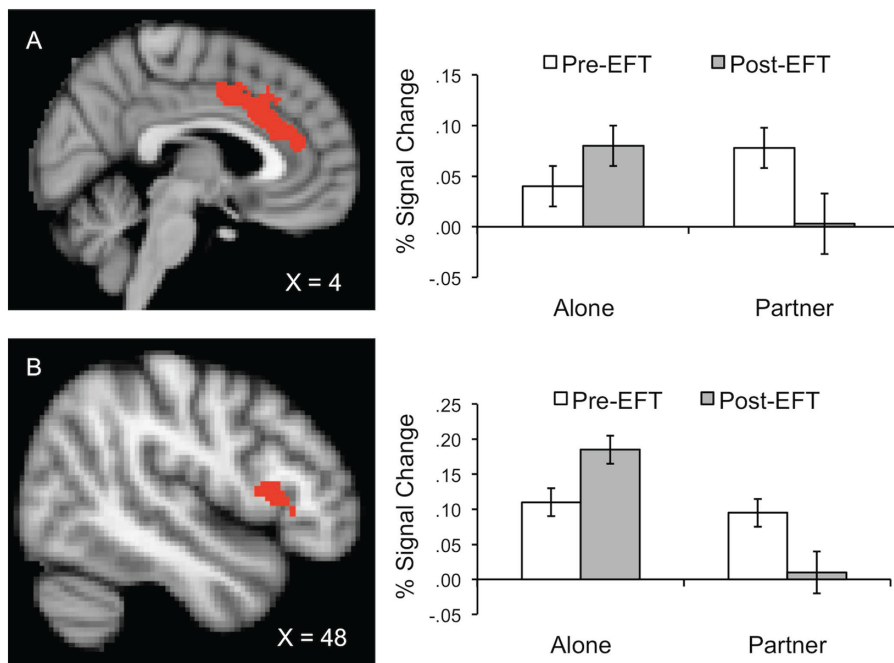 A
X = 4
Pre-EFT Post-EFT
% Signal Change
.15
.10
.05
.00
-.05
Alone Partner
B
X = 48
Pre-EFT Post-EFT
% Signal Change
.25
.20
.15
.10
.05
.00
-.05
Alone Partner